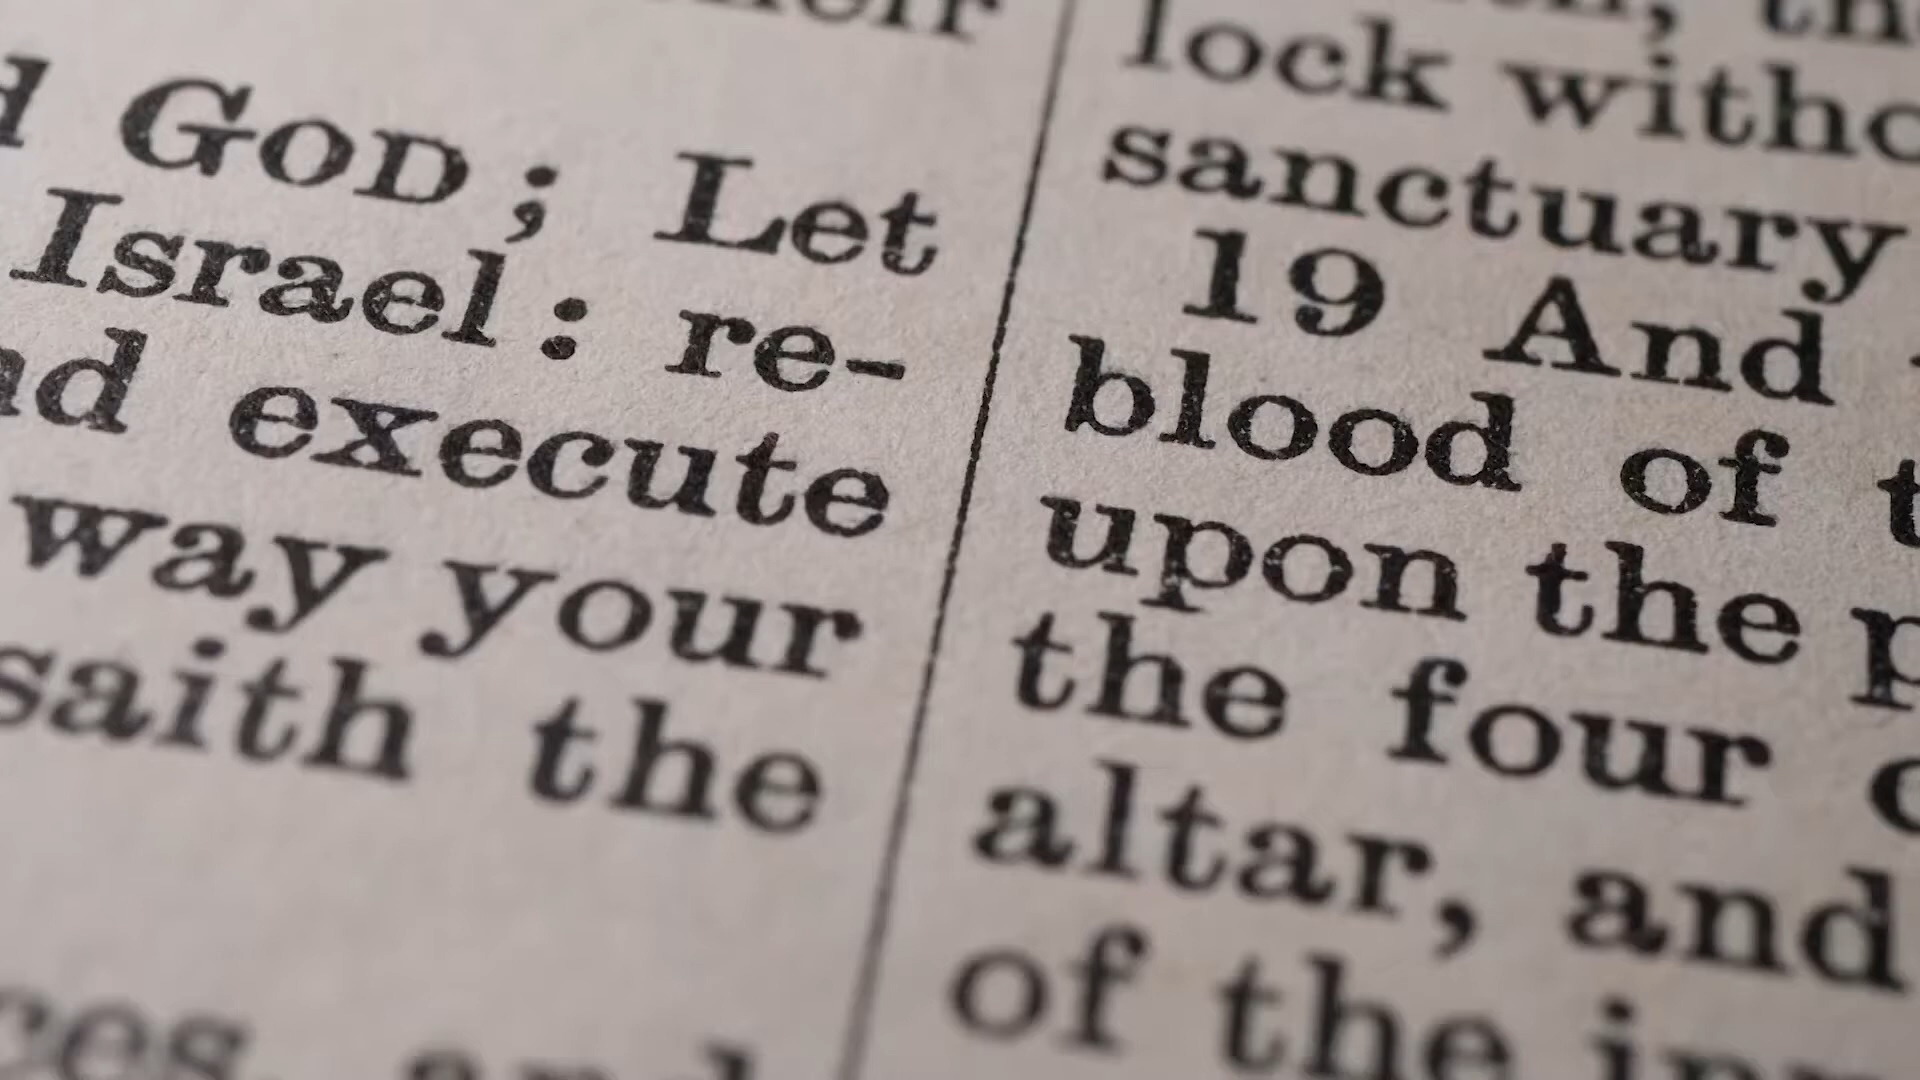 GOD; Let
Israel: re-
execute
way your
saith the
lock
sanctuary
19 And
blood of
upon the
the four
altar, and
of the